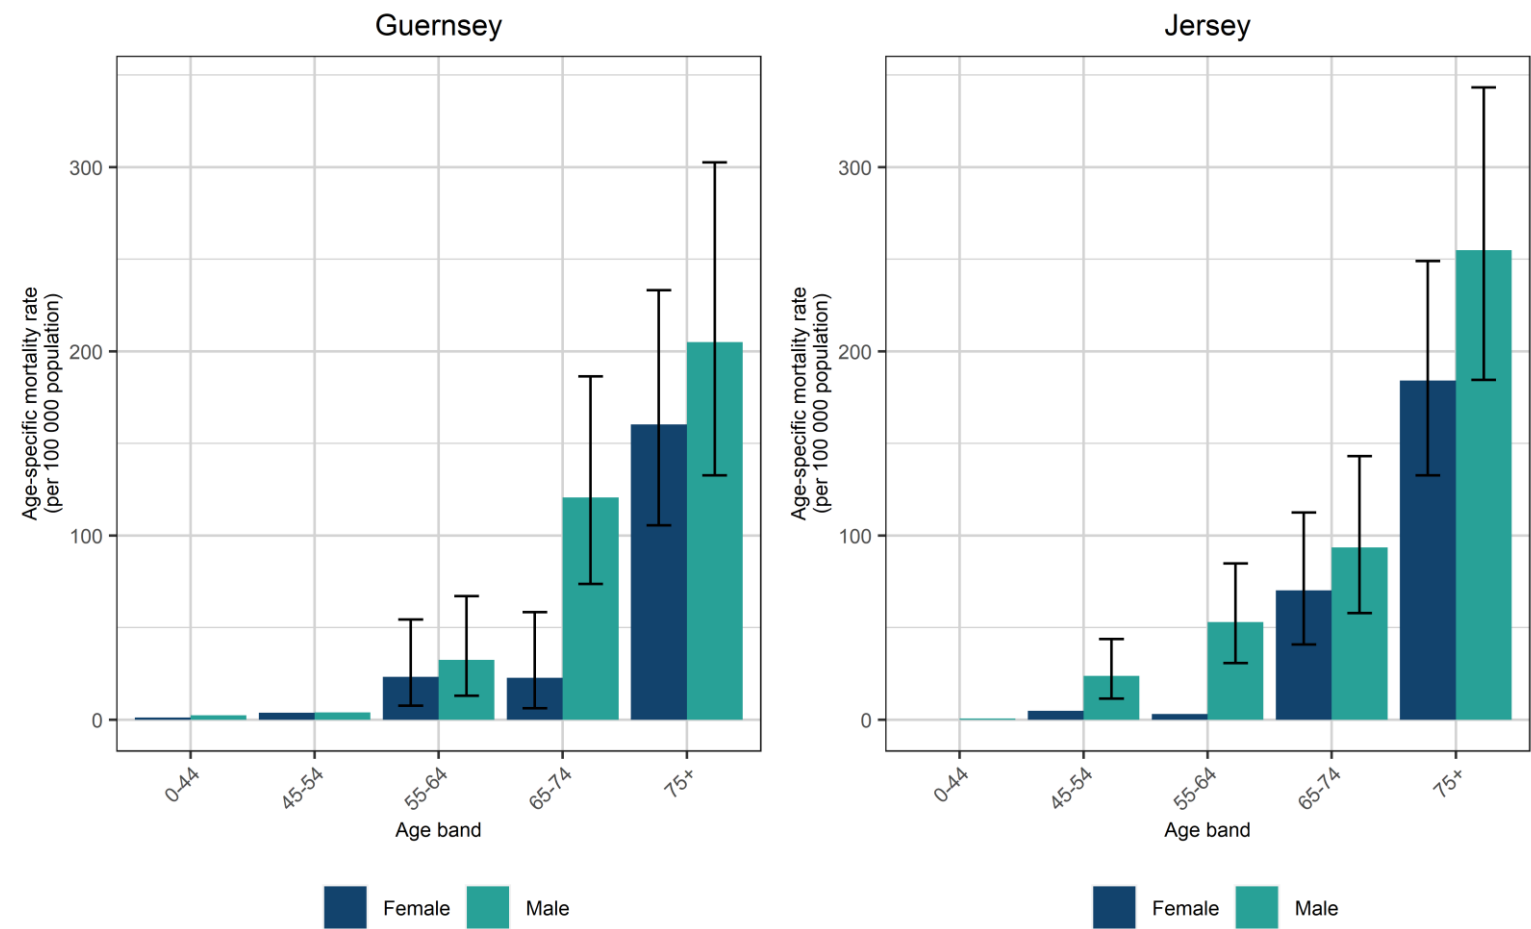 Guernsey
Age-specific mortality rate
(per 100 000 population)
300
200
100
0
0-44
45-54
55-64
65-74
75+
Age band
Female
Male
Jersey
Age-specific mortality rate
(per 100 000 population)
300
200
100
0
0-44
45-54
55-64
65-74
75+
Age band
Female
Male